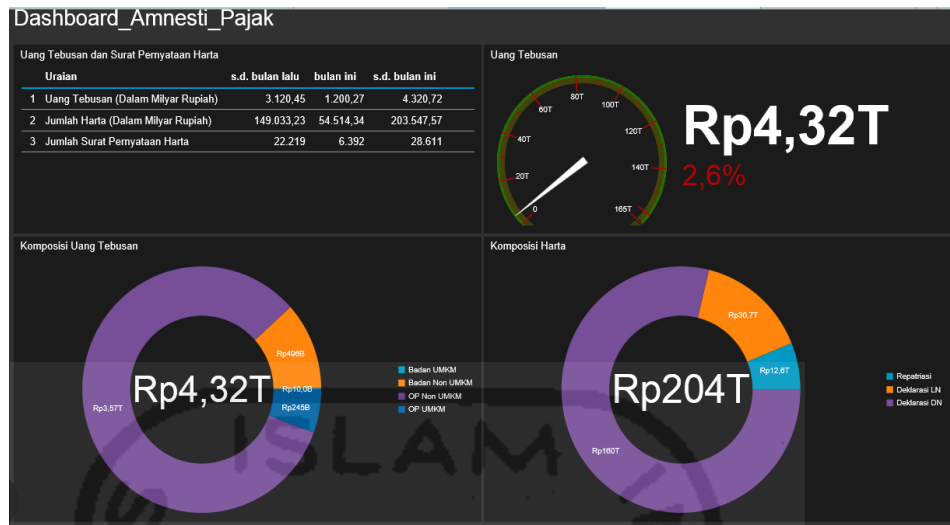 Dashboard_Amnesti_Pajak
Uang Tebusan dan Surat Pernyataan Harta
Uraian s.d. bulan lalu bulan ini s.d. bulan ini
1 Uang Tebusan (Dalam Milyar Rupiah) 3.120,45 1.200,27 4.320,72
2 Jumlah Harta (Dalam Milyar Rupiah) 149.033,23 54.514,34 203.547,57
3 Jumlah Surat Pernyataan Harta 22.219 6.392 28.611
Uang Tebusan
0
20T
40T
60T
80T
100T
120T
140T
165T
Rp4,32T
2,6%
Komposisi Uang Tebusan
Rp496B
Rp10,0B
Rp245B
Rp3,57T
Rp4,32T
Badan UMKM
Badan Non UMKM
OP Non UMKM
OP UMKM
Komposisi Harta
Rp30,7T
Rp12,6T
Rp160T
Rp204T
Repatriasi
Deklarasi LN
Deklarasi DN
ISLAM